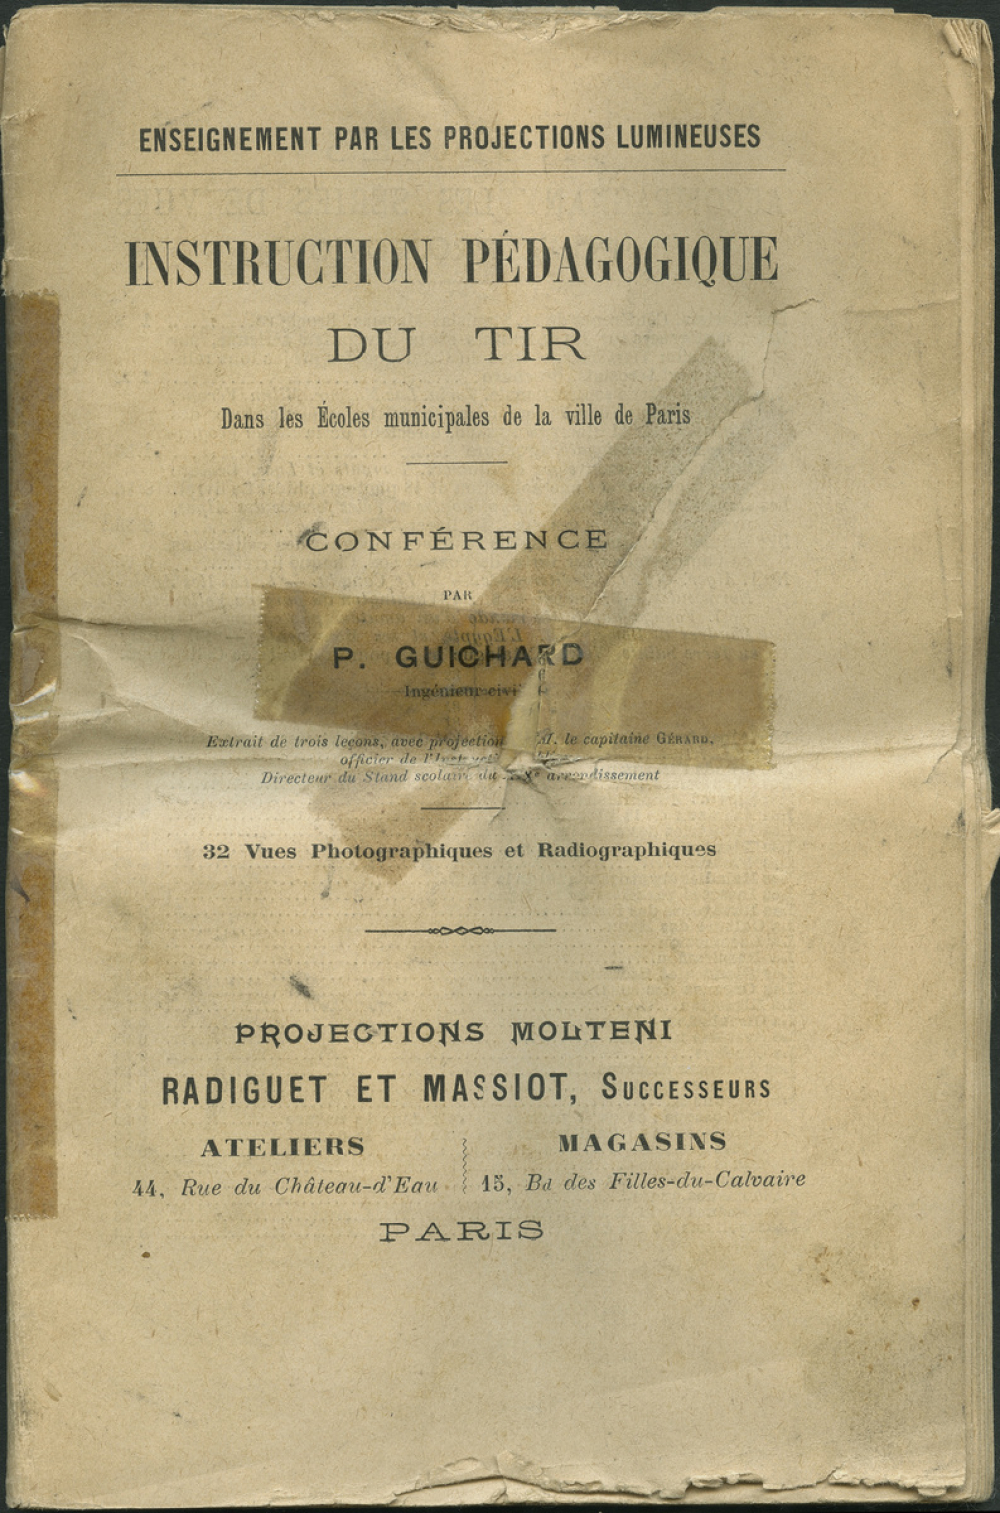 ENSEIGNEMENT PAR LES PROJECTIONS LUMINEUSES
INSTRUCTION PÉDAGOGIQUE
DU TIR
Dans les Écoles municipales de la ville de Paris
CONFÉRENCE
PAR
P. GUICHARD
Ingénieur civil
Extrait de trois leçons, avec projection M. le capitaine GÉRARD,
officier de
Directeur du Stand scolaire du arrondissement
32 Vues Photographiques et Radiographiques
PROJECTIONS MOLTENI
RADIGUET ET MASSIOT, SUCCESSEURS
ATELIERS
44, Rue du Château-d'Eau
MAGASINS
15, Bd des Filles-du-Calvaire
PARIS